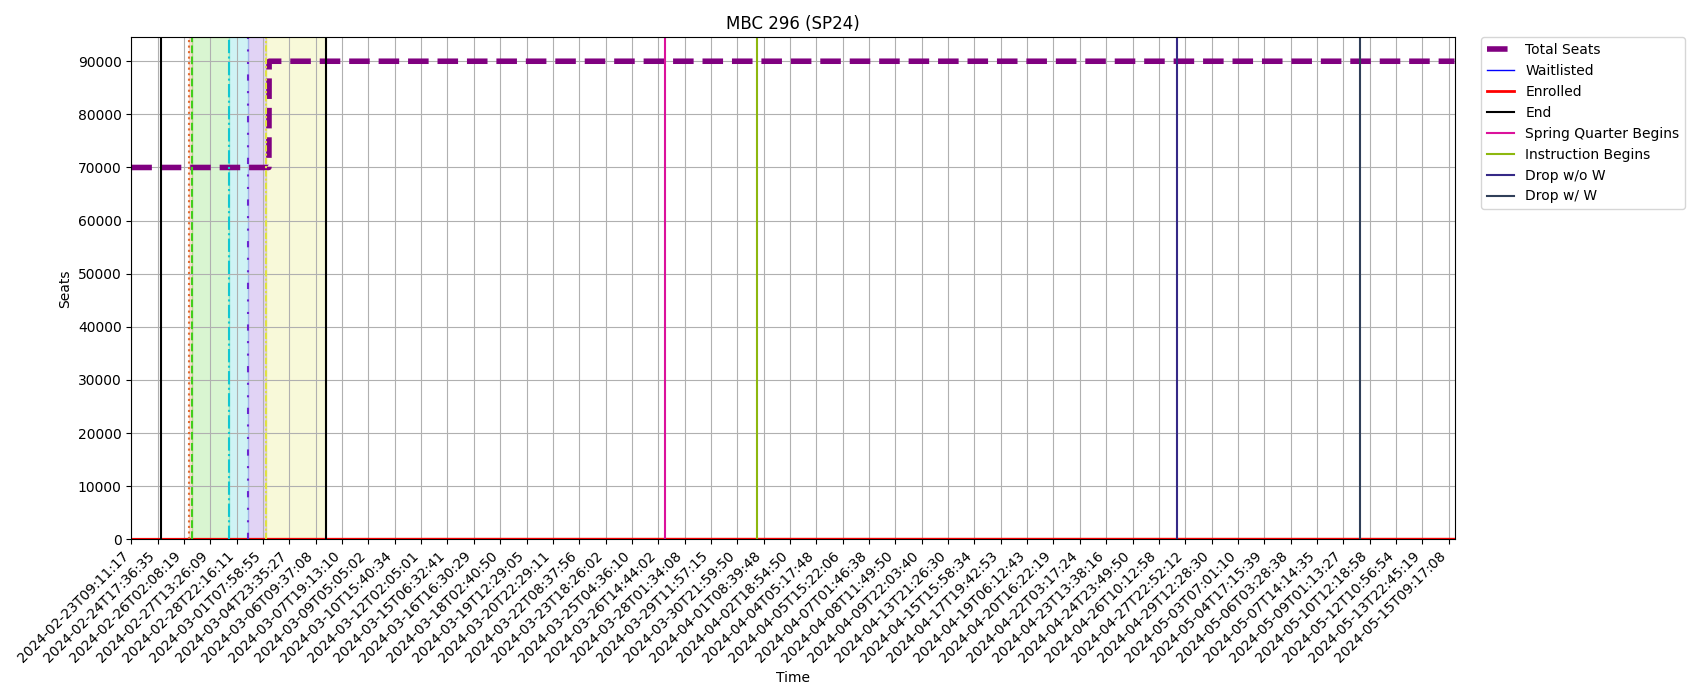 MBC 296 (SP24)
Total Seats
Waitlisted
Enrolled
End
Spring Quarter Begins
Instruction Begins
Drop w/o W
Drop w/ W
Seats
90000
80000
70000
60000
50000
40000
30000
20000
10000
0
2024-02-23T09:11:17
2024-02-24T17:36:35
2024-02-26T02:08:19
2024-02-27T13:26:09
2024-02-28T22:16:11
2024-03-01T07:58:55
2024-03-04T23:35:27
2024-03-06T09:37:08
2024-03-07T19:13:10
2024-03-09T05:05:02
2024-03-10T15:40:34
2024-03-12T02:05:01
2024-03-15T06:32:41
2024-03-16T16:30:29
2024-03-18T02:40:50
2024-03-19T12:29:05
2024-03-20T22:29:11
2024-03-22T08:37:56
2024-03-23T18:26:02
2024-03-25T04:36:10
2024-03-26T14:44:02
2024-03-28T01:34:08
2024-03-29T11:57:15
2024-03-30T21:59:50
2024-04-01T08:39:48
2024-04-02T18:54:50
2024-04-04T05:17:48
2024-04-05T15:22:06
2024-04-07T01:46:38
2024-04-08T11:49:50
2024-04-09T22:03:40
2024-04-13T21:26:30
2024-04-15T15:58:34
2024-04-17T19:42:53
2024-04-19T06:12:43
2024-04-20T16:22:19
2024-04-22T03:17:24
2024-04-23T13:38:16
2024-04-24T23:49:50
2024-04-26T10:12:58
2024-04-27T22:52:12
2024-04-29T12:28:30
2024-05-03T07:01:10
2024-05-04T17:15:39
2024-05-06T03:28:38
2024-05-07T14:14:35
2024-05-09T01:13:27
2024-05-10T12:18:58
2024-05-12T10:56:54
2024-05-13T22:45:19
2024-05-15T09:17:08
Time